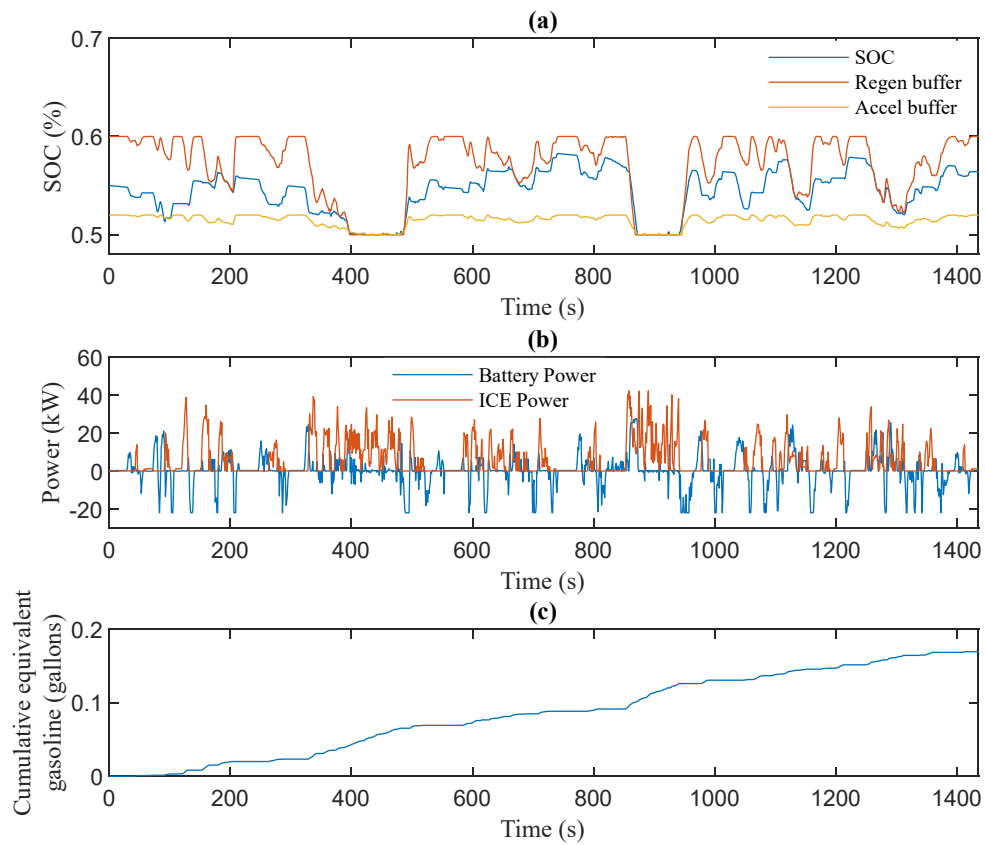 (a)
0.7
0.6
0.5
SOC (%)
SOC
Regen buffer
Accel buffer
0 200 400 600 800 1000 1200 1400
Time (s)
(b)
60
40
20
0
-20
Power (kW)
Battery Power
ICE Power
0 200 400 600 800 1000 1200 1400
Time (s)
(c)
0.2
0.1
0
Cumulative equivalent
gasoline (gallons)
0 200 400 600 800 1000 1200 1400
Time (s)